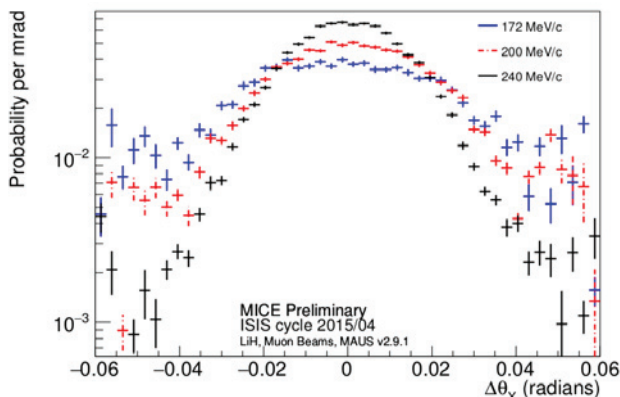 Probability per mrad
10⁻²
10⁻³
172 MeV/c
200 MeV/c
240 MeV/c
MICE Preliminary
ISIS cycle 2015/04
LiH, Muon Beams, MAUS v2.9.1
−0.06 −0.04 −0.02 0 0.02 0.04 0.06
Δθ (radians)